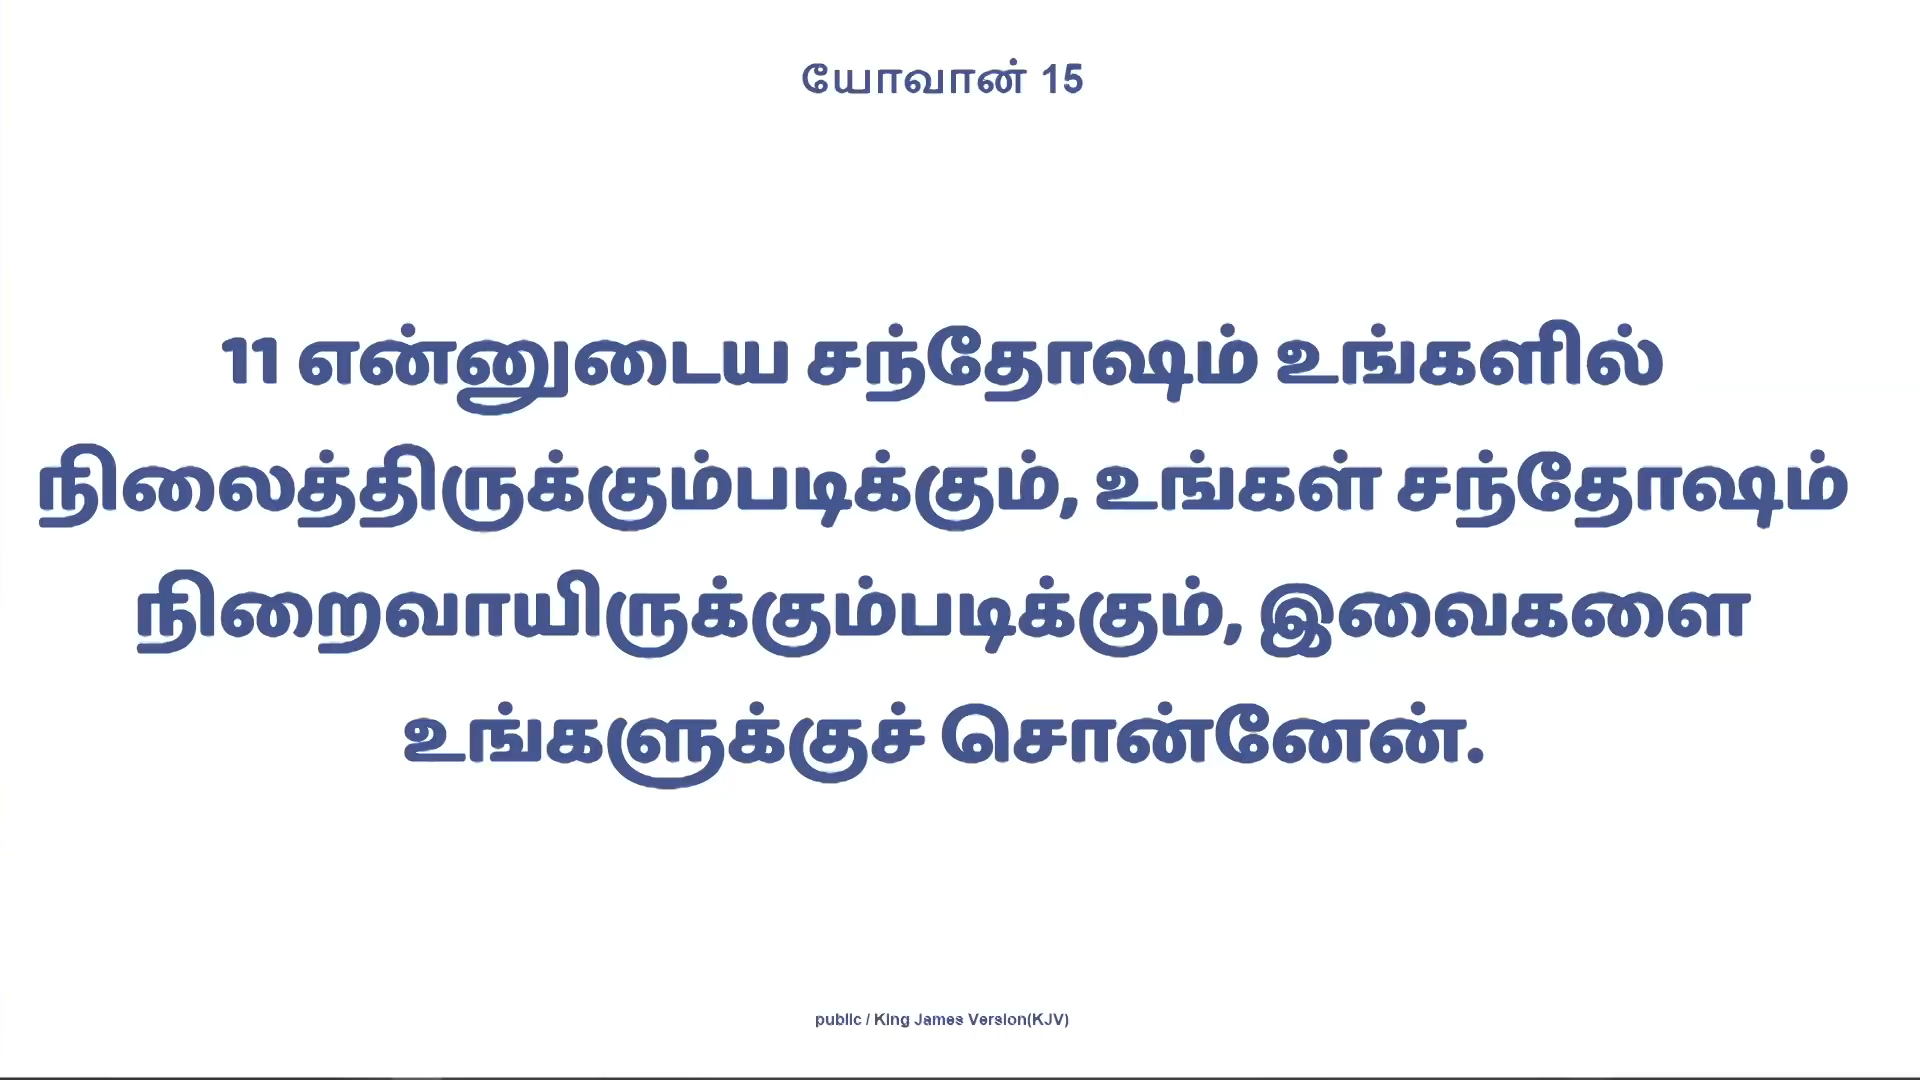 யோவான் 15
11 என்னுடைய சந்தோஷம் உங்களில்
நிலைத்திருக்கும்படிக்கும், உங்கள் சந்தோஷம்
நிறைவாயிருக்கும்படிக்கும், இவைகளை
உங்களுக்குச் சொன்னேன்.
public / King James Version(KJV)